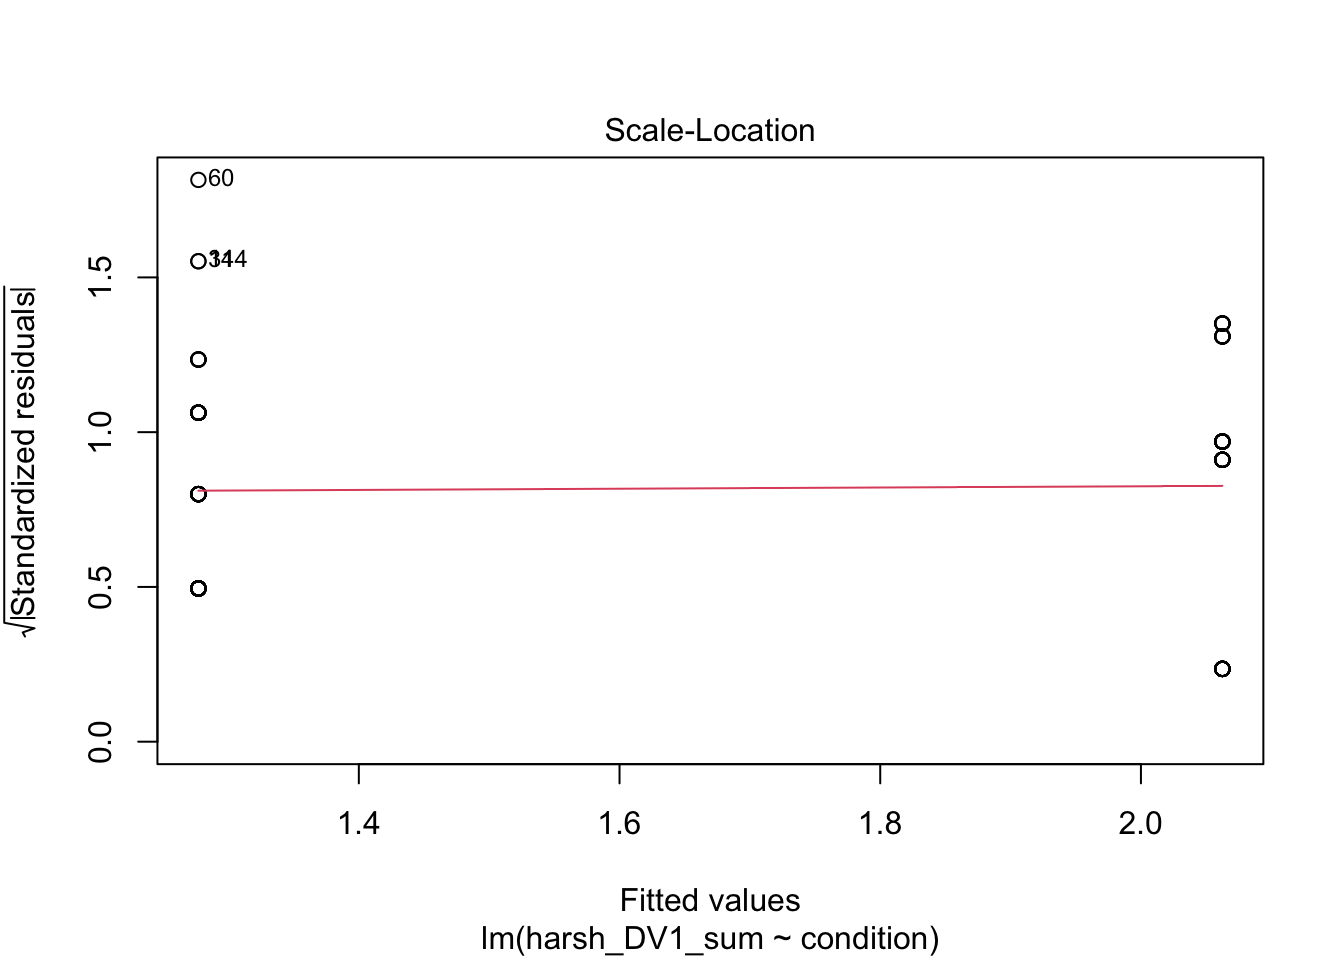 Scale-Location
60
√|Standardized residuals|
1.5
1.0
0.5
0.0
1.4 1.6 1.8 2.0
Fitted values
lm(harsh_DV1_sum ~ condition)